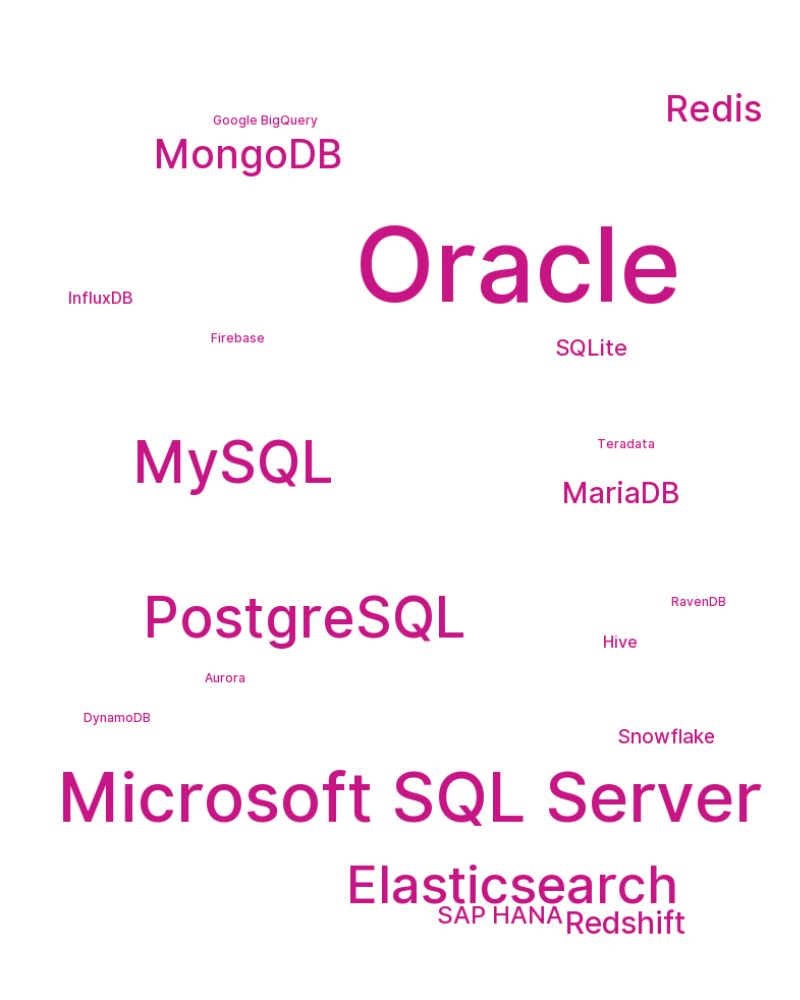 Redis
Google BigQuery
MongoDB
Oracle
InfluxDB
Firebase
SQLite
Teradata
MySQL
MariaDB
RavenDB
PostgreSQL
Hive
Aurora
DynamoDB
Snowflake
Microsoft SQL Server
Elasticsearch
SAP HANA
Redshift